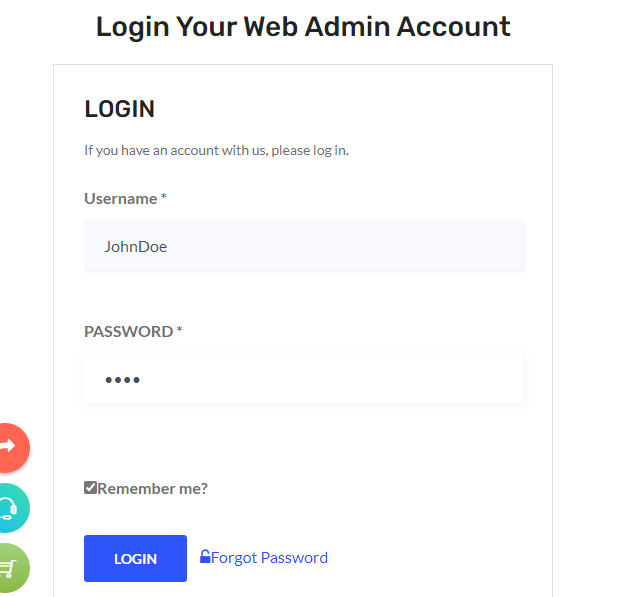 Login Your Web Admin Account
LOGIN
If you have an account with us, please log in.
Username *
JohnDoe
PASSWORD *
••••
Remember me?
LOGIN Forgot Password